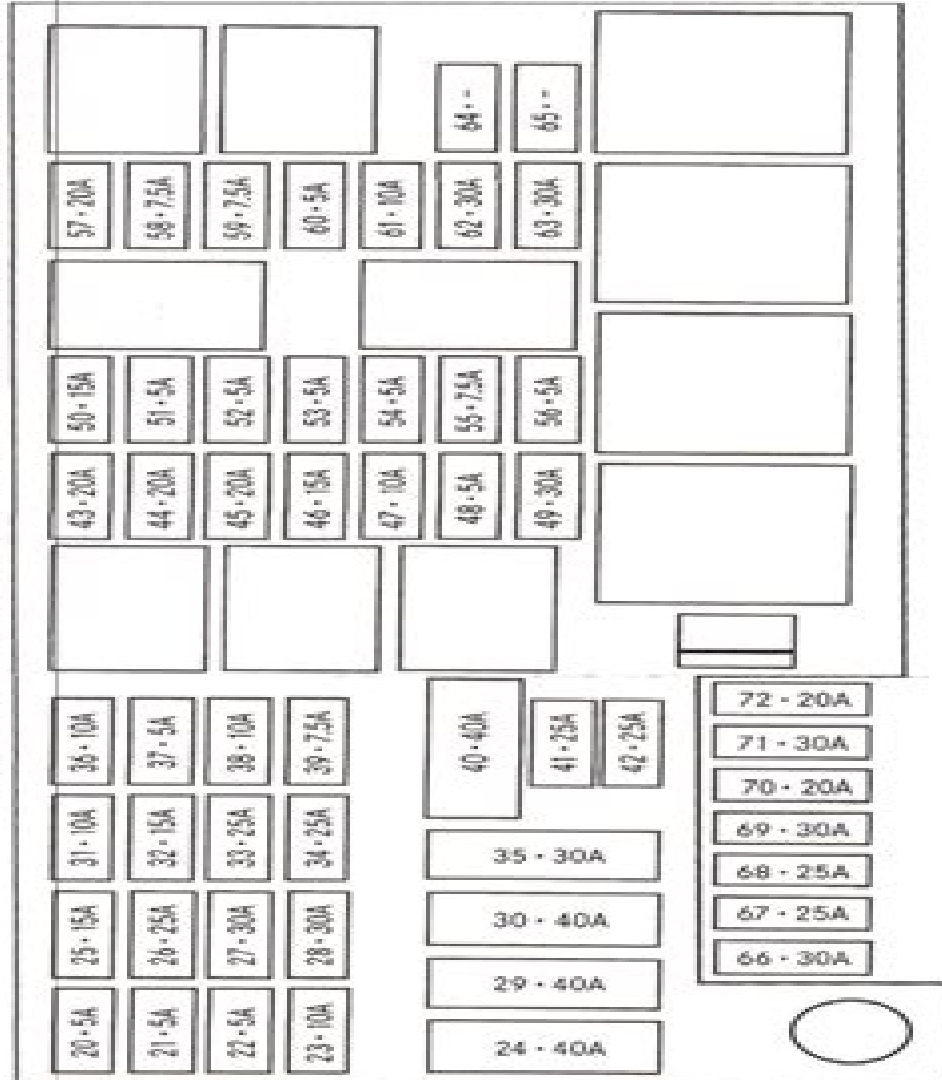 64 · -
65 · -
57 · 20A
58 · 7.5A
59 · 7.5A
60 · 5A
61 · 10A
62 · 30A
63 · 30A
50 · 15A
51 · 5A
52 · 5A
53 · 5A
54 · 5A
55 · 7.5A
56 · 5A
43 · 20A
44 · 20A
45 · 20A
46 · 15A
47 · 10A
48 · 5A
49 · 30A
36 · 10A
37 · 5A
38 · 10A
39 · 7.5A
40 · 40A
41 · 25A
42 · 25A
72 - 20A
71 - 30A
70 - 20A
69 - 30A
68 - 25A
67 - 25A
66 - 30A
31 · 10A
32 · 15A
33 · 25A
34 · 25A
35 - 30A
25 · 15A
26 · 25A
27 · 30A
28 · 30A
30 - 40A
29 - 40A
20 · 5A
21 · 5A
22 · 5A
23 · 10A
24 - 40A